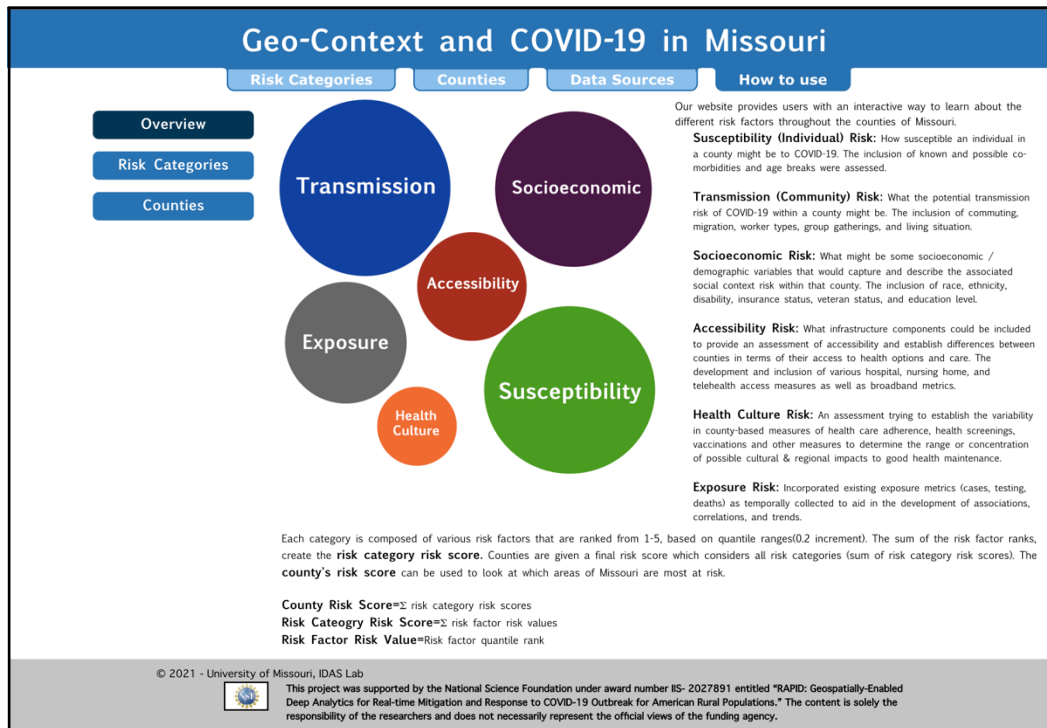 Geo-Context and COVID-19 in Missouri
Risk Categories
Counties
Data Sources
How to use
Overview
Risk Categories
Counties
Transmission
Socioeconomic
Accessibility
Exposure
Susceptibility
Health
Culture
Our website provides users with an interactive way to learn about the
different risk factors throughout the counties of Missouri.
Susceptibility (Individual) Risk: How susceptible an individual in
a county might be to COVID-19. The inclusion of known and possible co-
morbidities and age breaks were assessed.
Transmission (Community) Risk: What the potential transmission
risk of COVID-19 within a county might be. The inclusion of commuting,
migration, worker types, group gatherings, and living situation.
Socioeconomic Risk: What might be some socioeconomic /
demographic variables that would capture and describe the associated
social context risk within that county. The inclusion of race, ethnicity,
disability, insurance status, veteran status, and education level.
Accessibility Risk: What infrastructure components could be included
to provide an assessment of accessibility and establish differences between
counties in terms of their access to health options and care. The
development and inclusion of various hospital, nursing home, and
telehealth access measures as well as broadband metrics.
Health Culture Risk: An assessment trying to establish the variability
in county-based measures of health care adherence, health screenings,
vaccinations and other measures to determine the range or concentration
of possible cultural & regional impacts to good health maintenance.
Exposure Risk: Incorporated existing exposure metrics (cases, testing,
deaths) as temporally collected to aid in the development of associations,
correlations, and trends.
Each category is composed of various risk factors that are ranked from 1-5, based on quantile ranges(0.2 increment). The sum of the risk factor ranks,
create the risk category risk score. Counties are given a final risk score which considers all risk categories (sum of risk category risk scores). The
county's risk score can be used to look at which areas of Missouri are most at risk.
County Risk Score=Σ risk category risk scores
Risk Cateogry Risk Score=Σ risk factor risk values
Risk Factor Risk Value=Risk factor quantile rank
© 2021 - University of Missouri, IDAS Lab
NSF
This project was supported by the National Science Foundation under award number IIS- 2027891 entitled "RAPID: Geospatially-Enabled
Deep Analytics for Real-time Mitigation and Response to COVID-19 Outbreak for American Rural Populations." The content is solely the
responsibility of the researchers and does not necessarily represent the official views of the funding agency.